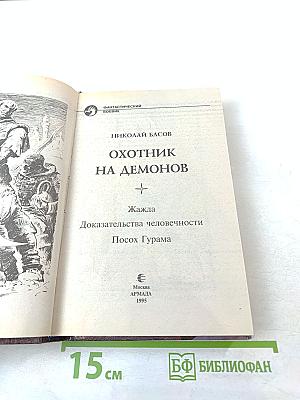 ФАНТАСТИЧЕСКИЙ
БОЕВИК
НИКОЛАЙ БАСОВ
ОХОТНИК
НА ДЕМОНОВ
Жажда
Доказательства человечности
Посох Гурама
Москва
АРМАДА
1995
15 см
БФ БИБЛИОФАН